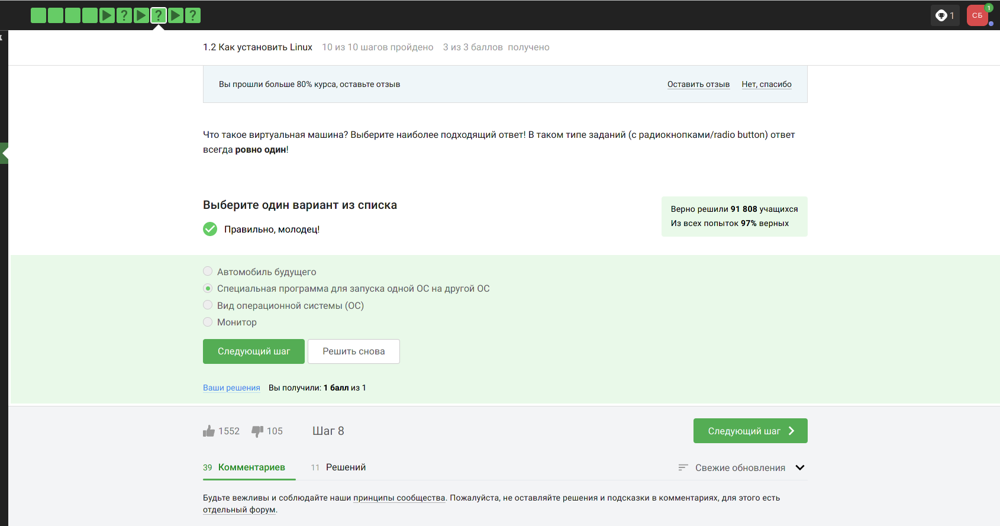 ? ? ?
1
СБ
1
1.2 Как установить Linux 10 из 10 шагов пройдено 3 из 3 баллов получено
Вы прошли больше 80% курса, оставьте отзыв Оставить отзыв Нет, спасибо
Что такое виртуальная машина? Выберите наиболее подходящий ответ! В таком типе заданий (с радиокнопками/radio button) ответ
всегда ровно один!
Выберите один вариант из списка
Правильно, молодец!
Верно решили 91 808 учащихся
Из всех попыток 97% верных
Автомобиль будущего
Специальная программа для запуска одной ОС на другой ОС
Вид операционной системы (ОС)
Монитор
Следующий шаг Решить снова
Ваши решения Вы получили: 1 балл из 1
1552 105 Шаг 8 Следующий шаг
39 Комментариев 11 Решений Свежие обновления
Будьте вежливы и соблюдайте наши принципы сообщества. Пожалуйста, не оставляйте решения и подсказки в комментариях, для этого есть
отдельный форум.